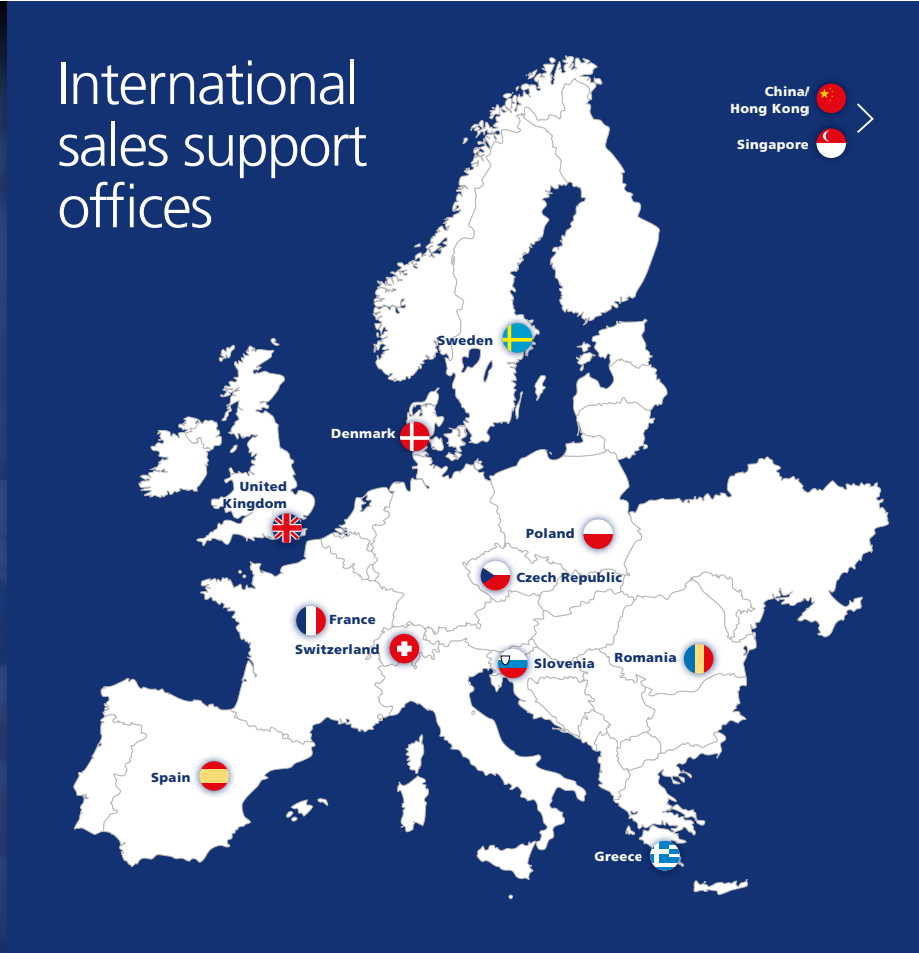 International
sales support
offices
China/
Hong Kong
Singapore
Sweden
Denmark
United
Kingdom
Poland
Czech Republic
France
Switzerland
Slovenia
Romania
Spain
Greece